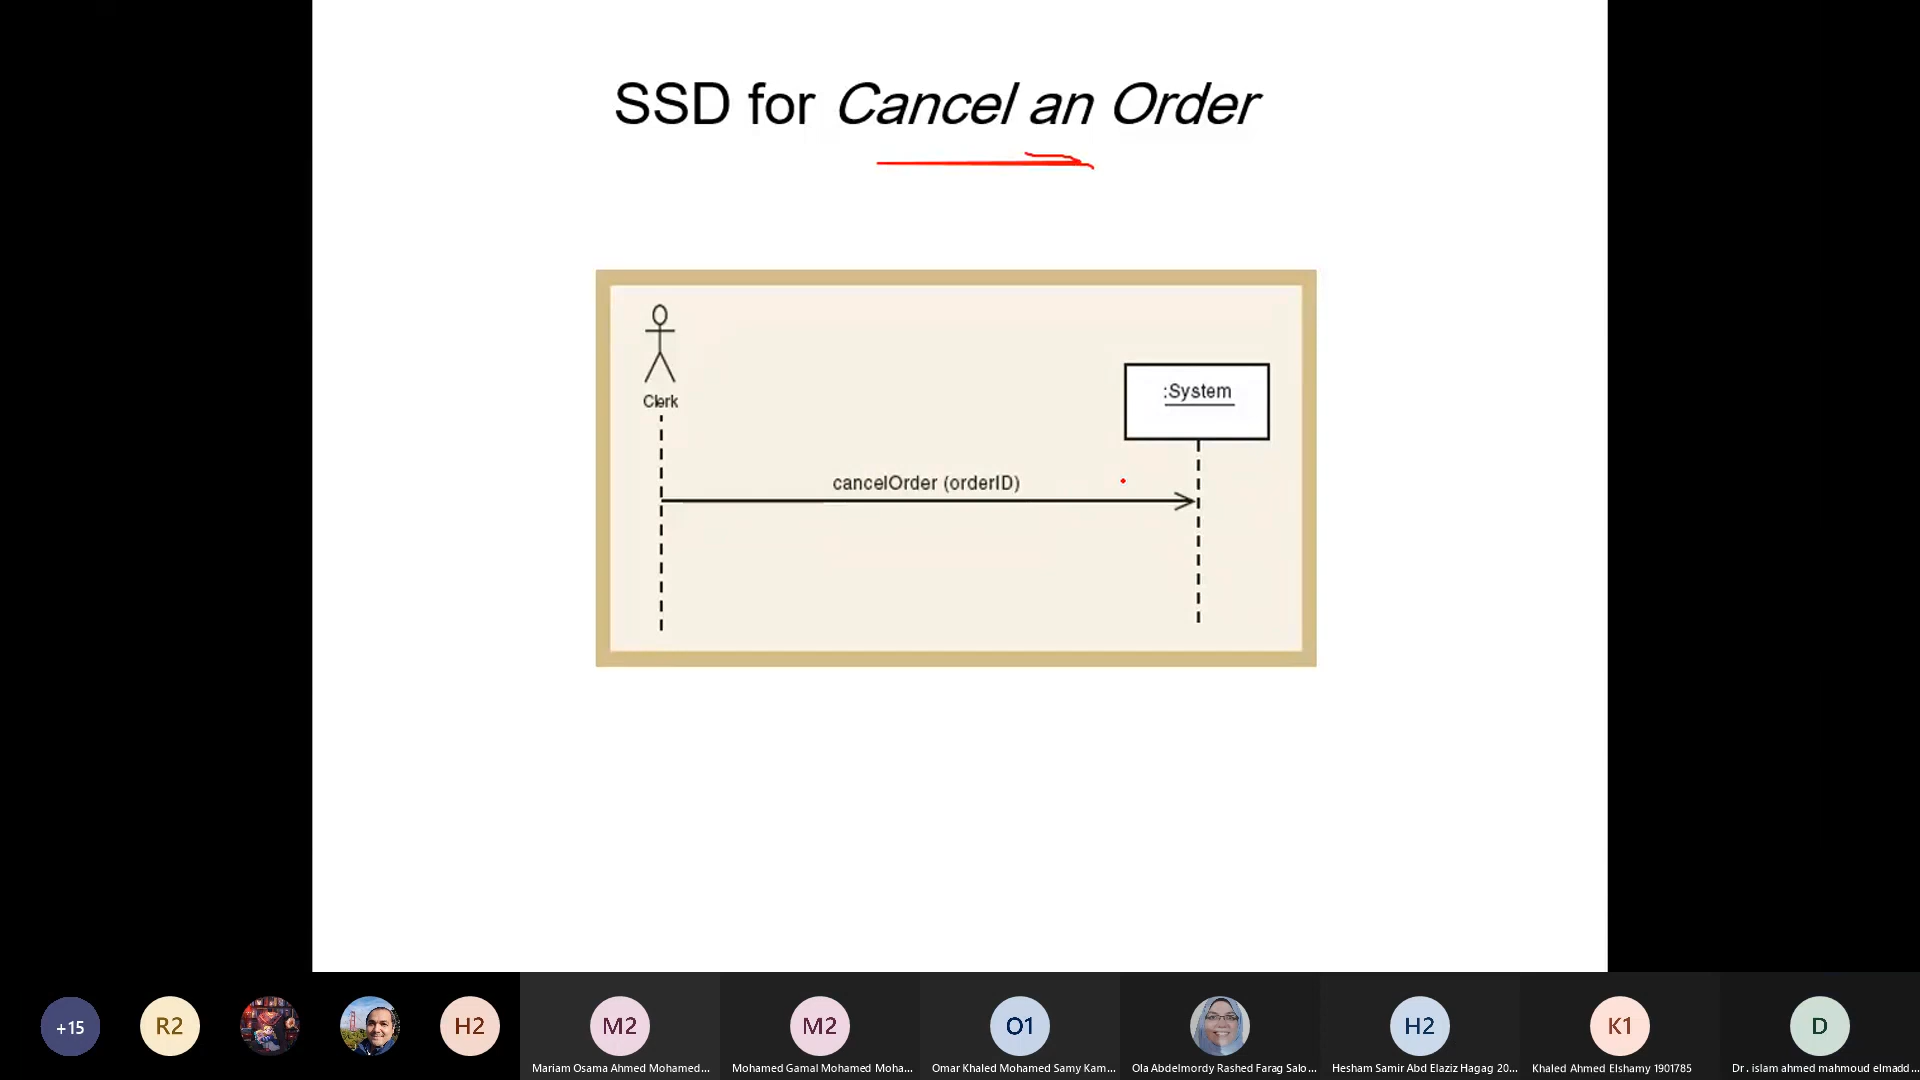 SSD for Cancel an Order
Clerk
:System
cancelOrder (orderID)
+15
R2
H2
M2
M2
O1
H2
K1
D
Mariam Osama Ahmed Mohamed...
Mohamed Gamal Mohamed Moha...
Omar Khaled Mohamed Samy Kam...
Ola Abdelmordy Rashed Farag Salo...
Hesham Samir Abd Elaziz Hagag 20...
Khaled Ahmed Elshamy 1901785
Dr. islam ahmed mahmoud elmadd...